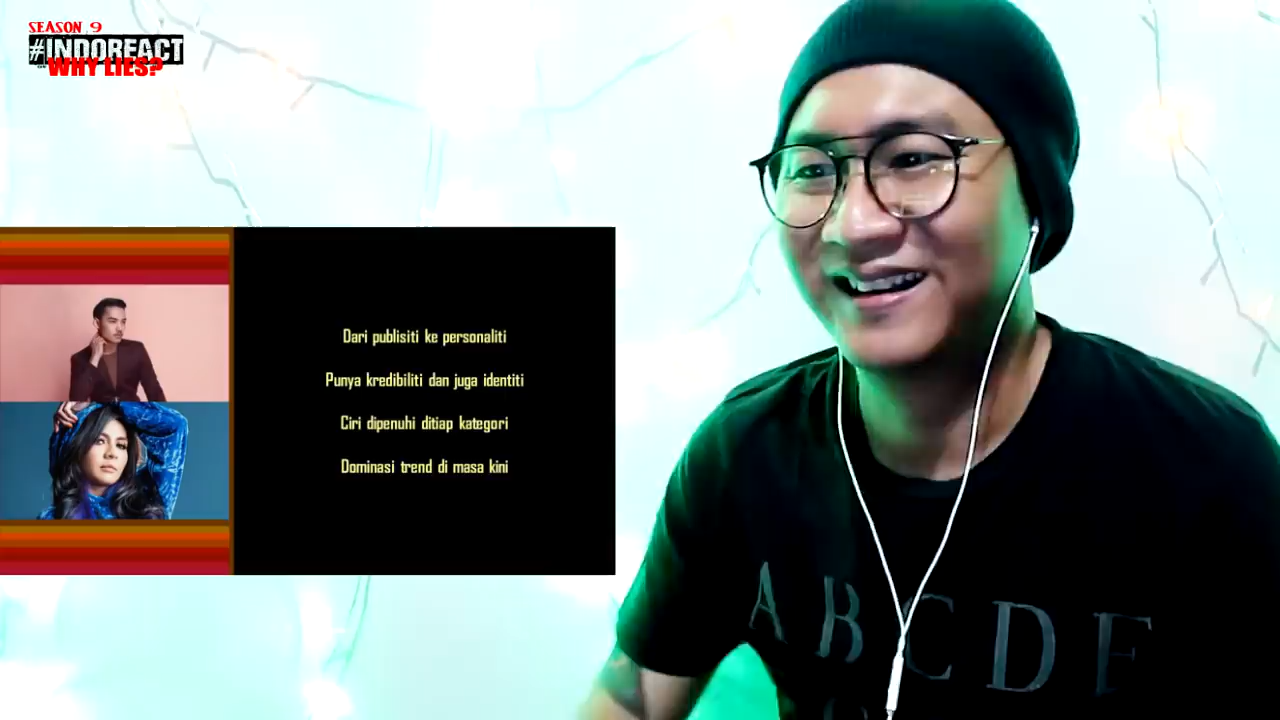 SEASON 9
#INDOREACT
WHY LIES?
Dari publisiti ke personaliti
Punya kredibiliti dan juga identiti
Ciri dipenuhi ditiap kategori
Dominasi trend di masa kini
A B C D E